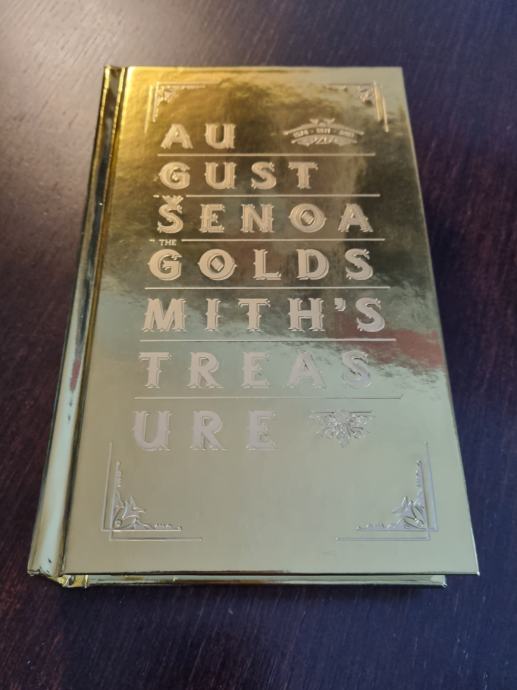 AU
GUST
ŠENOA
THE
GOLDS
MITH'S
TREAS
URE